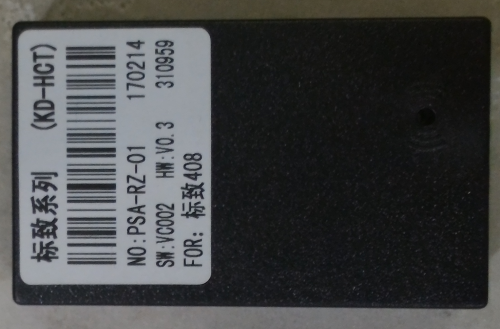 标致系列 (KD-HCT)
NO:PSA-RZ-01 170214
SW:VC002 HW:V0.3 310959
FOR: 标致408